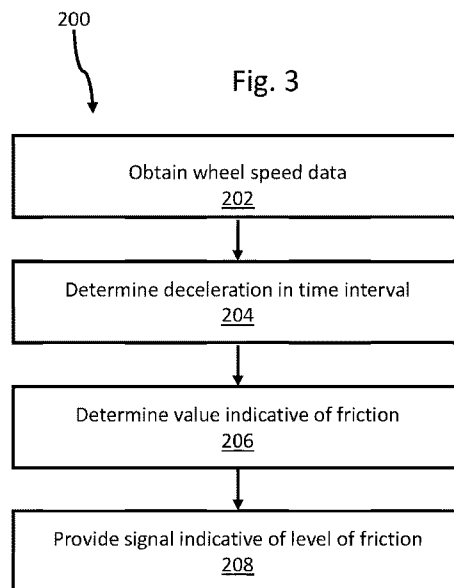 200
Fig. 3
Obtain wheel speed data
202
Determine deceleration in time interval
204
Determine value indicative of friction
206
Provide signal indicative of level of friction
208